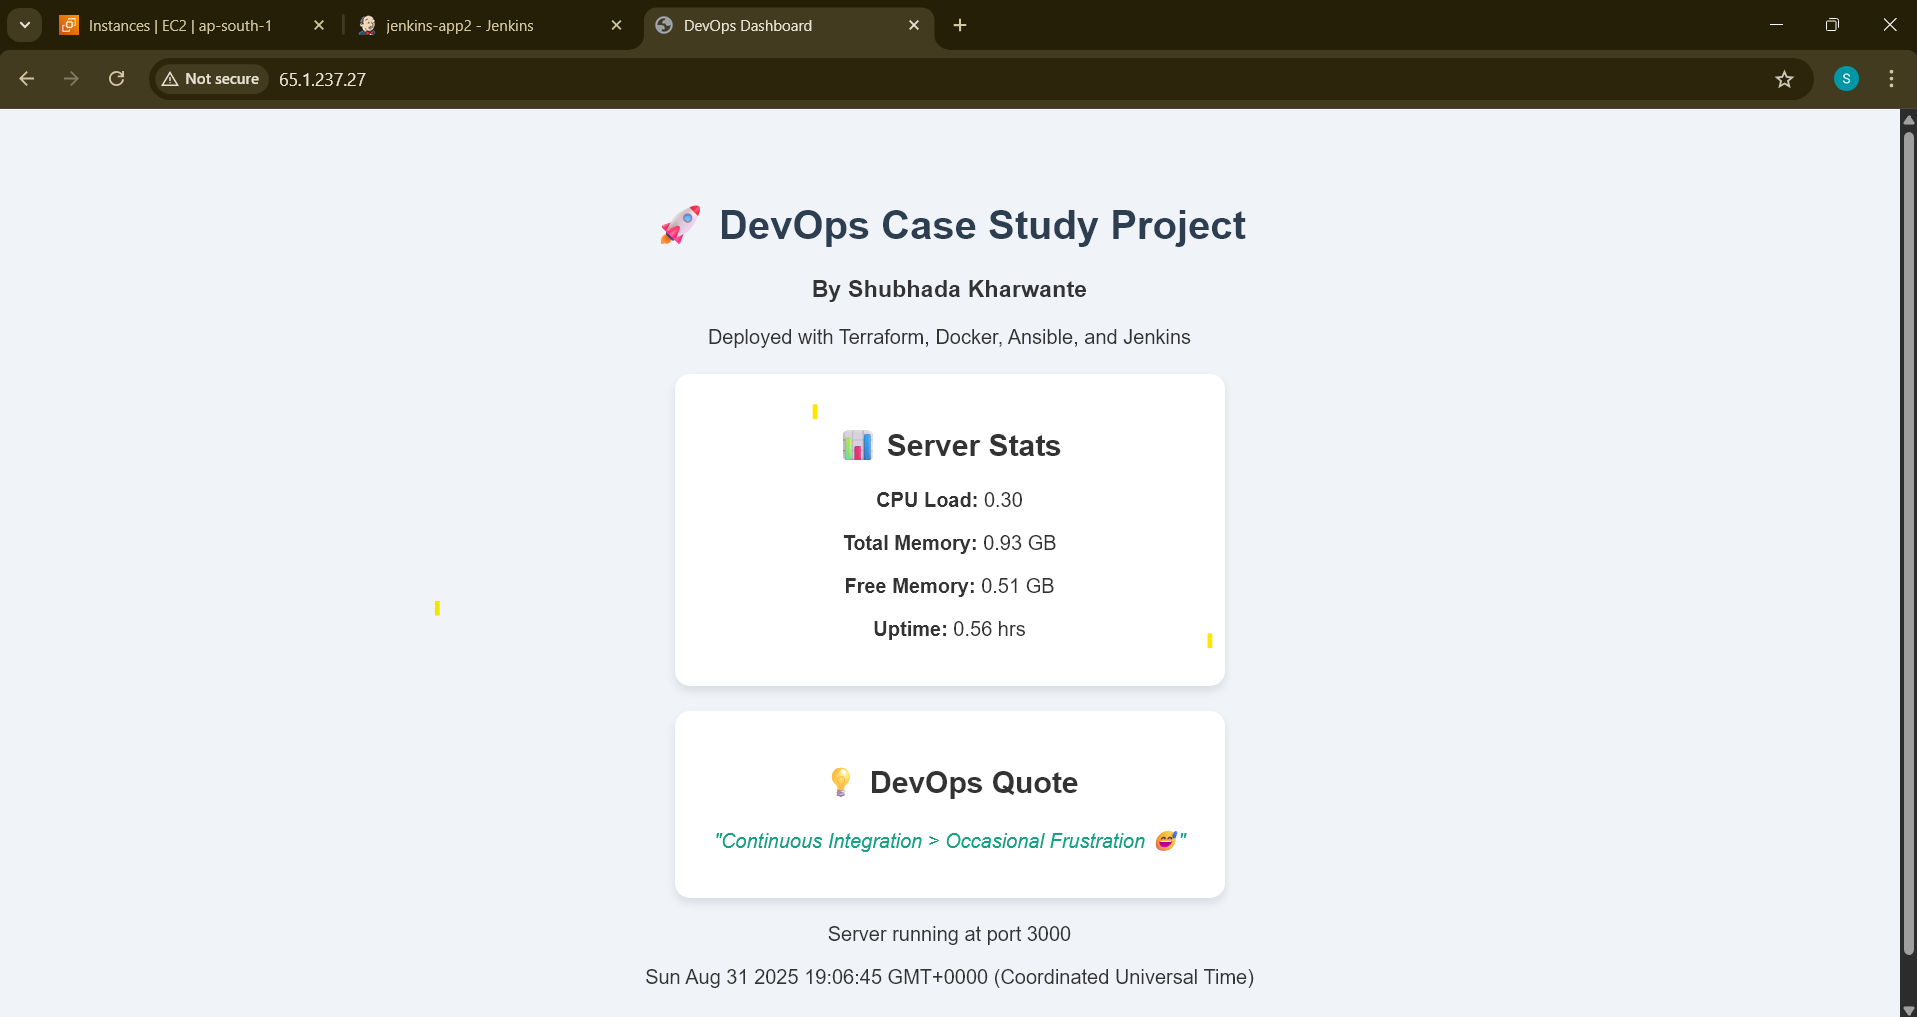 Instances | EC2 | ap-south-1
jenkins-app2 - Jenkins
DevOps Dashboard
Not secure
65.1.237.27
S
🚀 DevOps Case Study Project
By Shubhada Kharwante
Deployed with Terraform, Docker, Ansible, and Jenkins
📊 Server Stats
CPU Load: 0.30
Total Memory: 0.93 GB
Free Memory: 0.51 GB
Uptime: 0.56 hrs
💡 DevOps Quote
"Continuous Integration > Occasional Frustration 😅"
Server running at port 3000
Sun Aug 31 2025 19:06:45 GMT+0000 (Coordinated Universal Time)